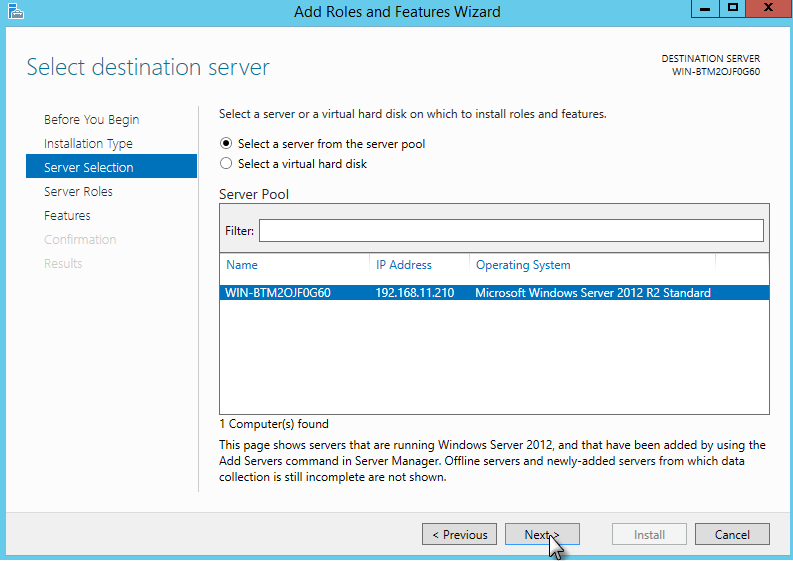 Add Roles and Features Wizard
Select destination server
DESTINATION SERVER
WIN-BTM2OJF0G60
Before You Begin
Installation Type
Server Selection
Server Roles
Features
Confirmation
Results
Select a server or a virtual hard disk on which to install roles and features.
Select a server from the server pool
Select a virtual hard disk
Server Pool
Filter:
Name IP Address Operating System
WIN-BTM2OJF0G60 192.168.11.210 Microsoft Windows Server 2012 R2 Standard
1 Computer(s) found
This page shows servers that are running Windows Server 2012, and that have been added by using the
Add Servers command in Server Manager. Offline servers and newly-added servers from which data
collection is still incomplete are not shown.
< Previous Next > Install Cancel